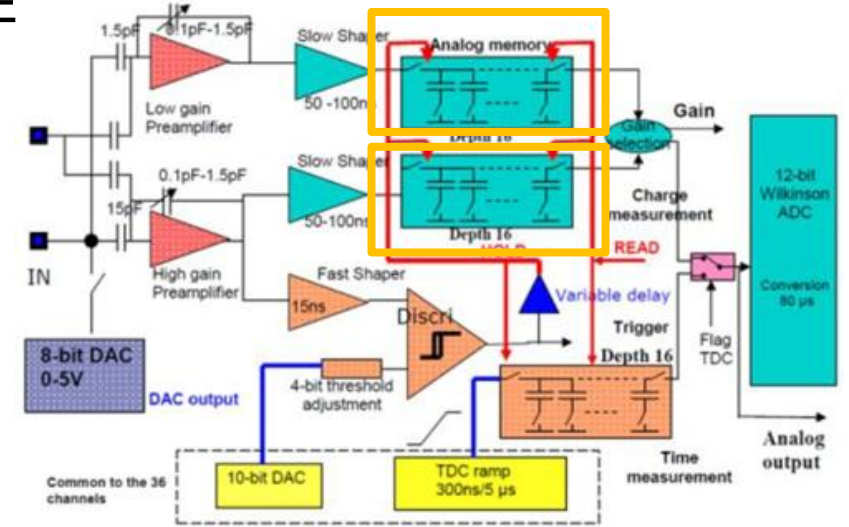 1.5pF
0.1pF-1.5pF
Slow Shaper
Analog memory
50 -100ns
Low gain
Preamplifier
Depth 16
Gain
Gain
selection
Slow Shaper
0.1pF-1.5pF
15pF
50-100ns
Depth 16
Charge
measurement
12-bit
Wilkinson
ADC
Conversion
80 µs
HOLD
READ
IN
High gain
Preamplifier
Fast Shaper
15ns
Discri
Variable delay
Trigger
Flag
TDC
Depth 16
8-bit DAC
0-5V
DAC output
4-bit threshold
adjustment
Analog
output
Time
measurement
Common to the 36
channels
10-bit DAC
TDC ramp
300ns/5 µs